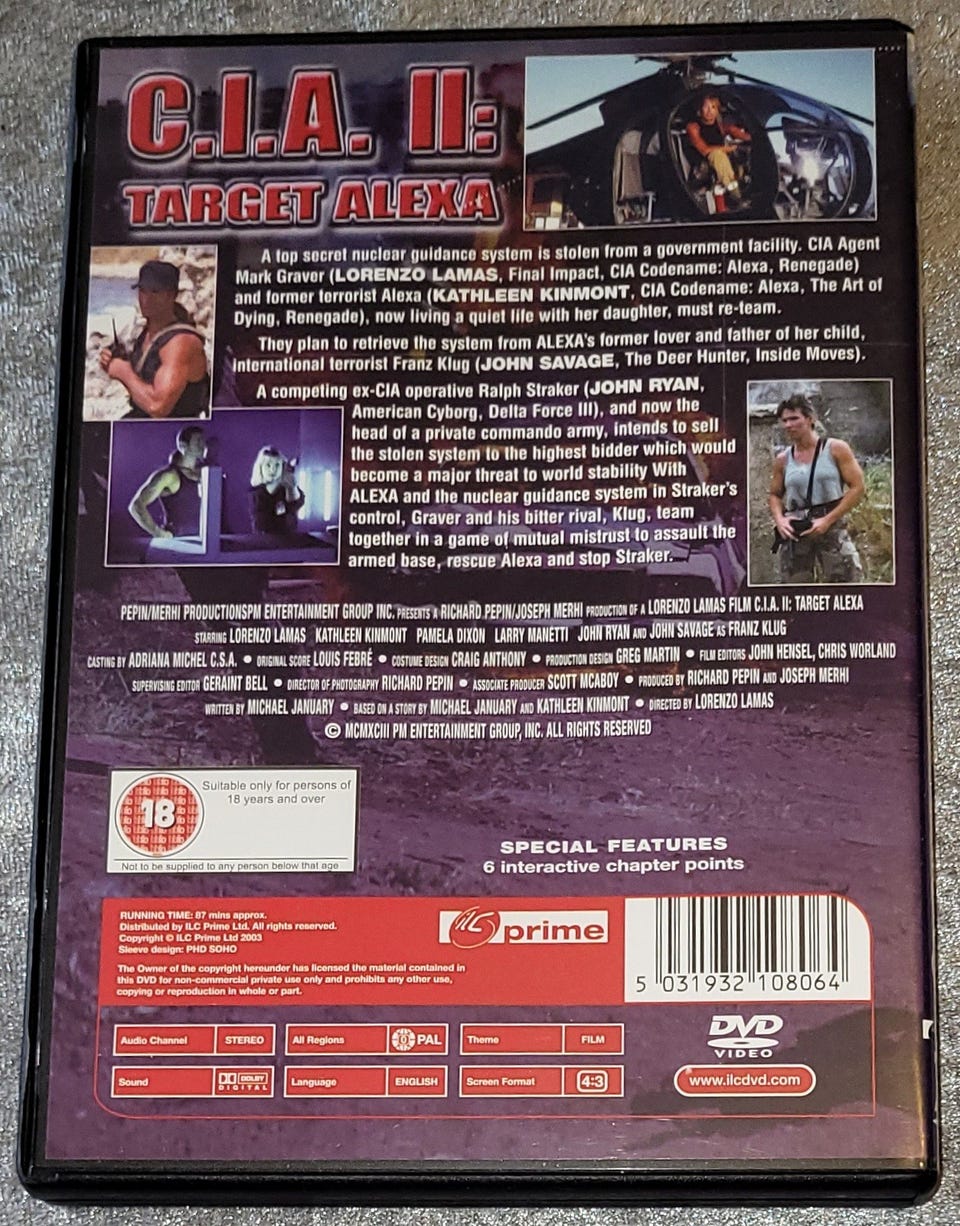 C.I.A. II:
TARGET ALEXA
A top secret nuclear guidance system is stolen from a government facility. CIA Agent
Mark Graver (LORENZO LAMAS, Final Impact, CIA Codename: Alexa, Renegade)
and former terrorist Alexa (KATHLEEN KINMONT, CIA Codename: Alexa, The Art of
Dying, Renegade), now living a quiet life with her daughter, must re-team.
They plan to retrieve the system from ALEXA's former lover and father of her child,
International terrorist Franz Klug (JOHN SAVAGE, The Deer Hunter, Inside Moves).
A competing ex-CIA operative Ralph Straker (JOHN RYAN,
American Cyborg, Delta Force III), and now the
head of a private commando army, intends to sell
the stolen system to the highest bidder which would
become a major threat to world stability With
ALEXA and the nuclear guidance system in Straker's
control, Graver and his bitter rival, Klug, team
together in a game of mutual mistrust to assault the
armed base, rescue Alexa and stop Straker.
PEPIN/MERHI PRODUCTIONSPM ENTERTAINMENT GROUP INC. PRESENTS A RICHARD PEPIN/JOSEPH MERHI PRODUCTION OF A LORENZO LAMAS FILM C.I.A. II: TARGET ALEXA
STARRING LORENZO LAMAS KATHLEEN KINMONT PAMELA DIXON LARRY MANETTI JOHN RYAN AND JOHN SAVAGE AS FRANZ KLUG
CASTING BY ADRIANA MICHEL C.S.A. • ORIGINAL SCORE LOUIS FEBRÉ • COSTUME DESIGN CRAIG ANTHONY • PRODUCTION DESIGN GREG MARTIN • FILM EDITORS JOHN HENSEL, CHRIS WORLAND
SUPERVISING EDITOR GERAINT BELL • DIRECTOR OF PHOTOGRAPHY RICHARD PEPIN • ASSOCIATE PRODUCER SCOTT MCABOY • PRODUCED BY RICHARD PEPIN AND JOSEPH MERHI
WRITTEN BY MICHAEL JANUARY • BASED ON A STORY BY MICHAEL JANUARY AND KATHLEEN KINMONT • DIRECTED BY LORENZO LAMAS
© MCMXCIII PM ENTERTAINMENT GROUP, INC. ALL RIGHTS RESERVED
18
Suitable only for persons of
18 years and over
Not to be supplied to any person below that age
SPECIAL FEATURES
6 interactive chapter points
RUNNING TIME: 87 mins approx.
Distributed by ILC Prime Ltd. All rights reserved.
Copyright © ILC Prime Ltd 2003
Sleeve design: PHD SOHO
The Owner of the copyright hereunder has licensed the material contained in
this DVD for non-commercial private use only and prohibits any other use,
copying or reproduction in whole or part.
ilc prime
5 031932 108064
Audio Channel STEREO
All Regions 0 PAL
Theme FILM
Sound DOLBY DIGITAL
Language ENGLISH
Screen Format 4:3
DVD
VIDEO
www.ilcdvd.com